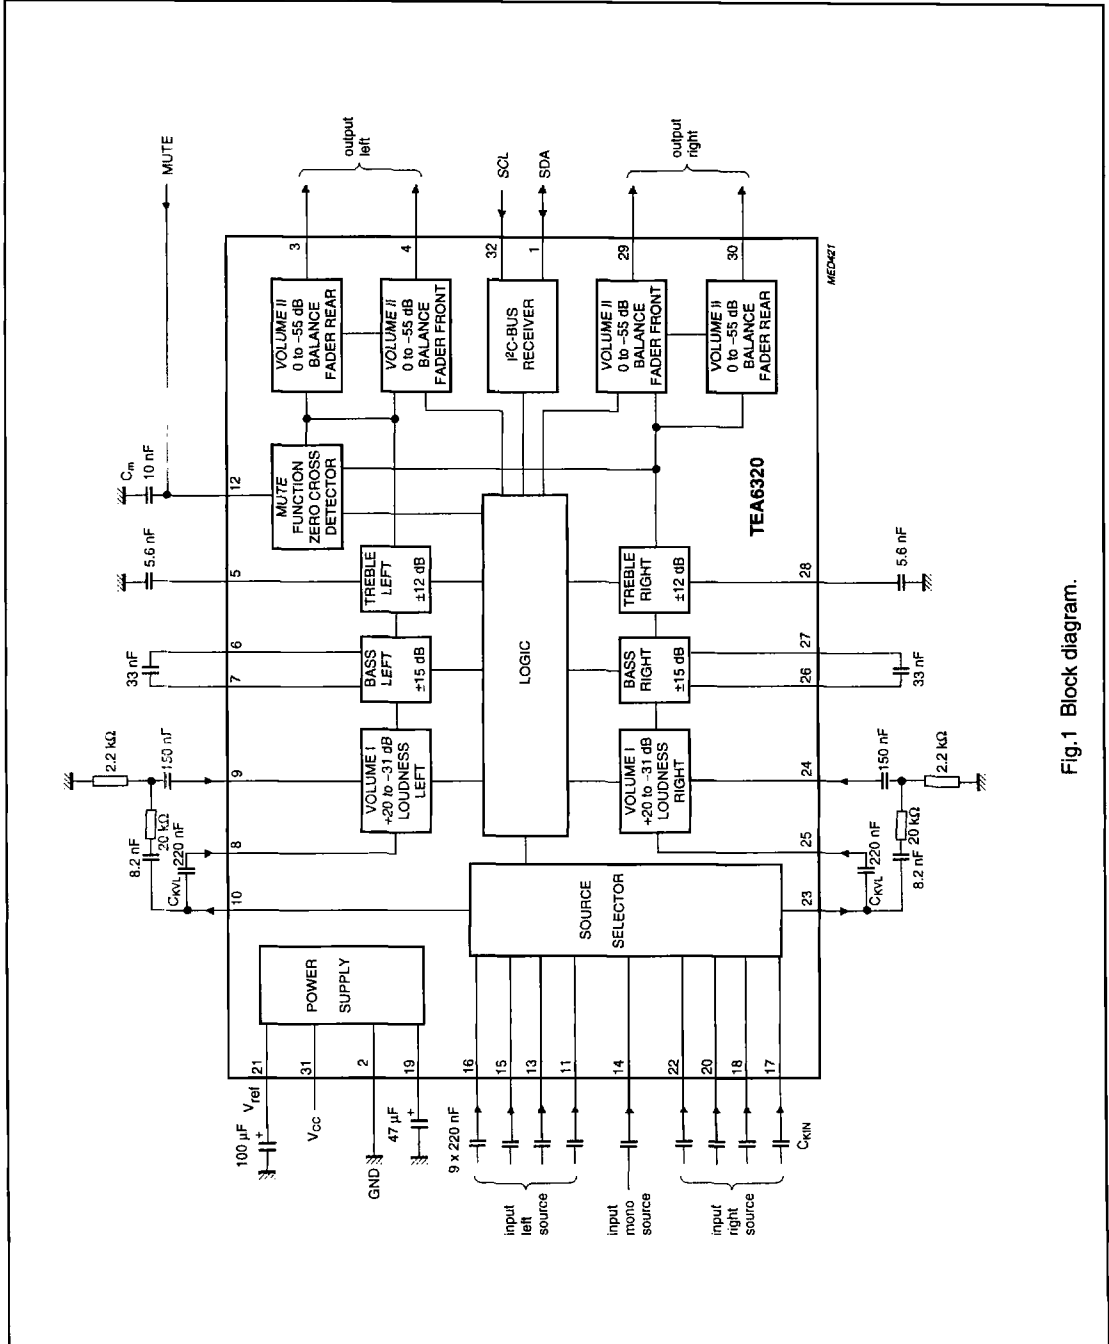 MUTE
output
left
SCL
SDA
output
right
3
4
32
1
29
30
MED421
VOLUME II
0 to −55 dB
BALANCE
FADER REAR
VOLUME II
0 to −55 dB
BALANCE
FADER FRONT
I²C-BUS
RECEIVER
VOLUME II
0 to −55 dB
BALANCE
FADER FRONT
VOLUME II
0 to −55 dB
BALANCE
FADER REAR
Cm
10 nF
12
MUTE
FUNCTION
ZERO CROSS
DETECTOR
TEA6320
5.6 nF
5
TREBLE
LEFT
±12 dB
TREBLE
RIGHT
±12 dB
28
5.6 nF
33 nF
6
7
BASS
LEFT
±15 dB
LOGIC
BASS
RIGHT
±15 dB
27
26
33 nF
2.2 kΩ
150 nF
9
20 kΩ
220 nF
8.2 nF
CKVL
8
10
VOLUME I
+20 to −31 dB
LOUDNESS
LEFT
VOLUME I
+20 to −31 dB
LOUDNESS
RIGHT
24
25
23
150 nF
2.2 kΩ
20 kΩ
220 nF
8.2 nF
CKVL
SOURCE
SELECTOR
POWER
SUPPLY
21
31
2
19
16
15
13
11
14
22
20
18
17
Vref
100 μF
+
VCC
GND
47 μF
+
9 x 220 nF
CKIN
input
left
source
input
mono
source
input
right
source
Fig.1 Block diagram.